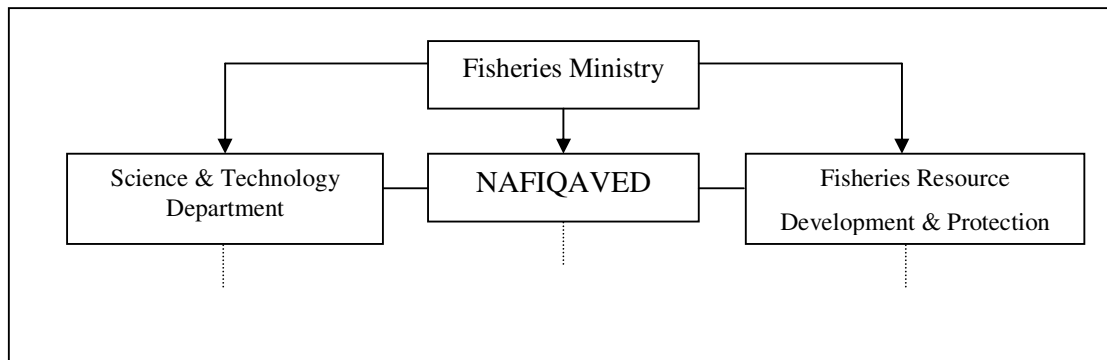 Fisheries Ministry
Science & Technology
Department
NAFIQAVED
Fisheries Resource
Development & Protection